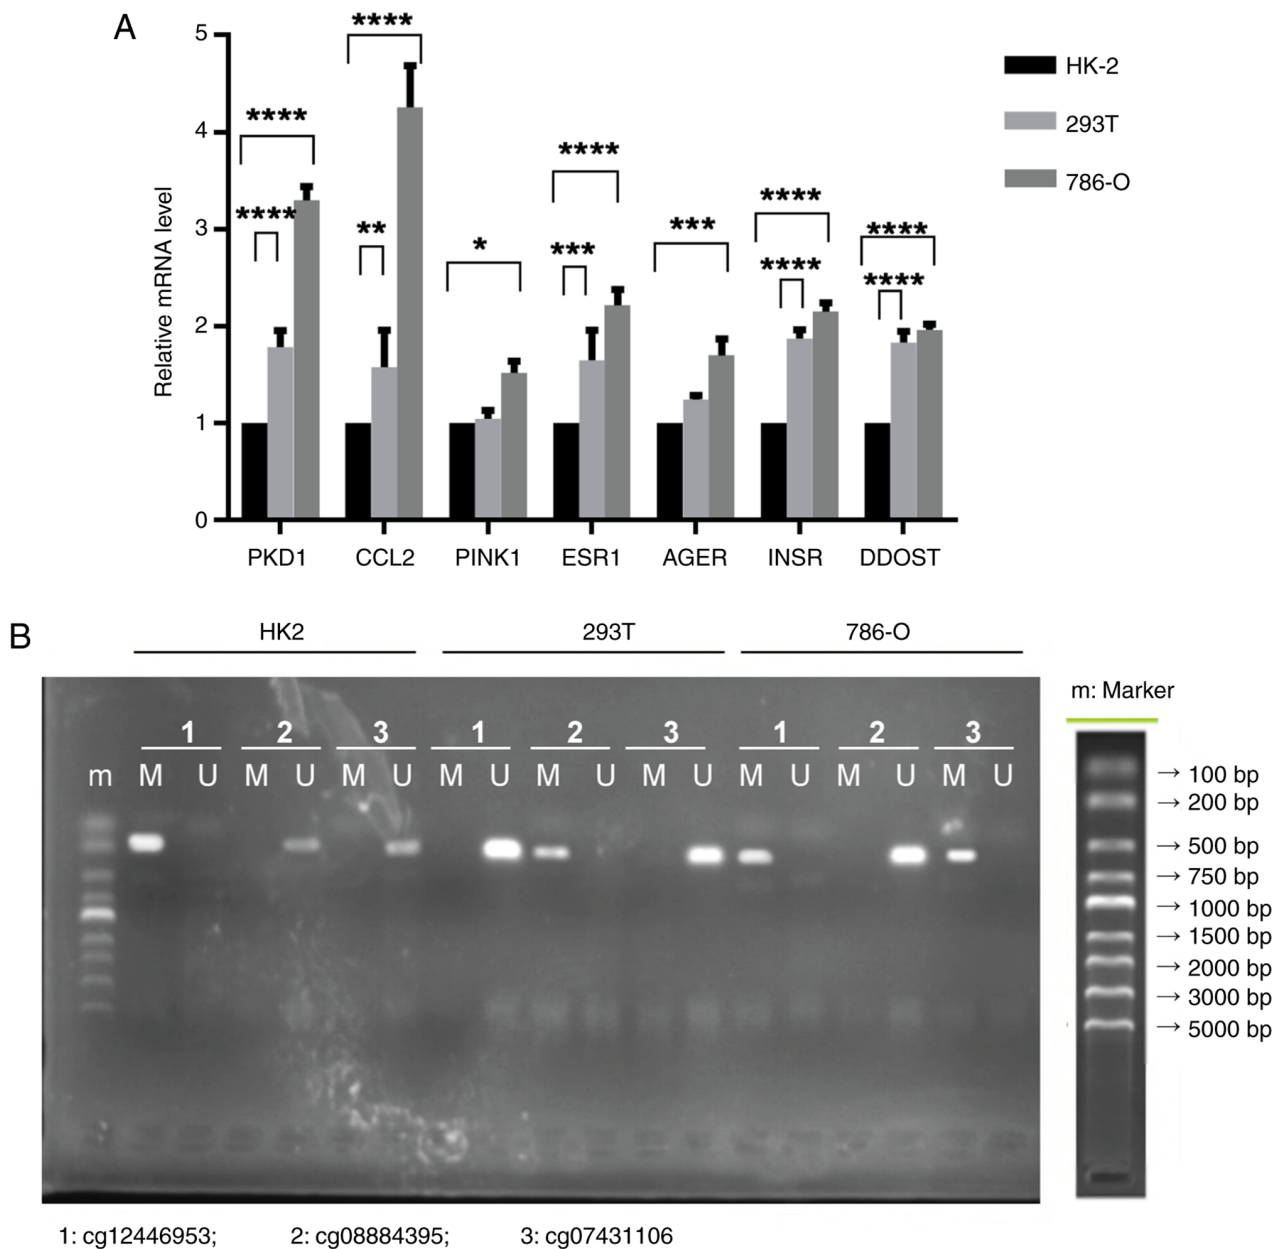 A
Relative mRNA level
5
4
3
2
1
0
****
****
****
**
*
****
***
***
****
****
****
****
HK-2
293T
786-O
PKD1 CCL2 PINK1 ESR1 AGER INSR DDOST
B
HK2 293T 786-O
m: Marker
1 2 3 1 2 3 1 2 3
m M U M U M U M U M U M U M U M U M U
→ 100 bp
→ 200 bp
→ 500 bp
→ 750 bp
→ 1000 bp
→ 1500 bp
→ 2000 bp
→ 3000 bp
→ 5000 bp
1: cg12446953; 2: cg08884395; 3: cg07431106